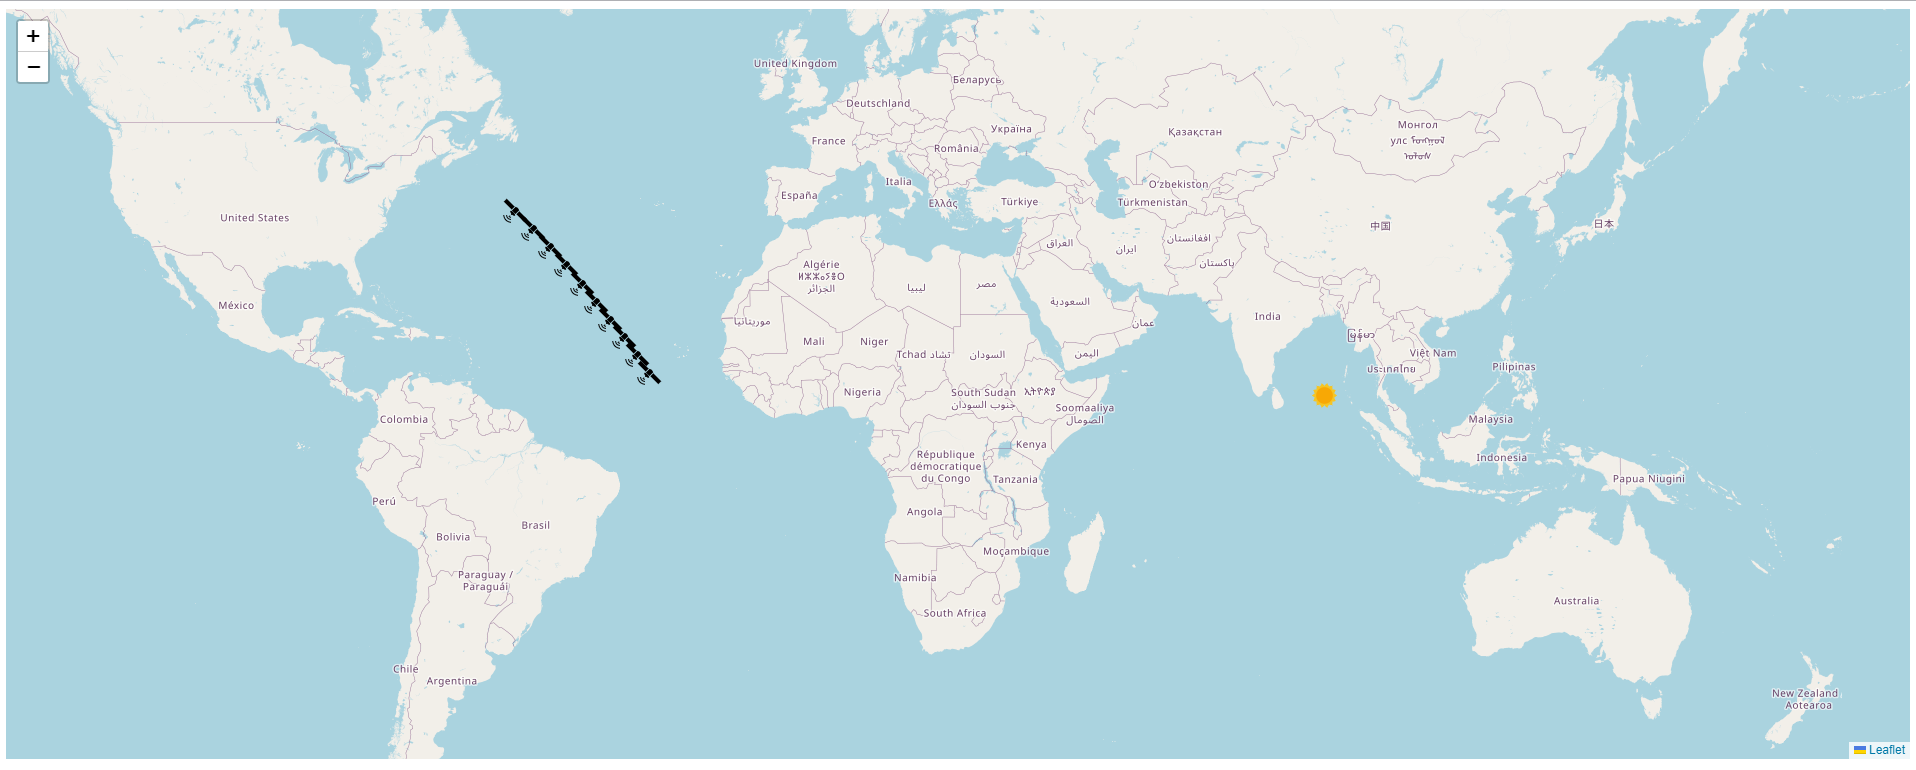 +
−
United Kingdom
Беларусь
Deutschland
Україна
France
România
Қазақстан
Монгол
улс ᠮᠣᠩᠭᠣᠯ
ᠤᠯᠤᠰ
Italia
España
Ελλάς
Türkiye
Oʻzbekiston
Türkmenistan
United States
中国
日本
العراق
ایران
افغانستان
پاکستان
Algérie
ⵍⵣⵣⴰⵢⴻⵔ
الجزائر
ليبيا
مصر
السعودية
عمان
México
موريتانيا
Mali
Niger
Tchad تشاد
السودان
اليمن
India
မြန်မာ
Việt Nam
ประเทศไทย
Pilipinas
Nigeria
South Sudan
جنوب السودان
ኢትዮጵያ
Soomaaliya
الصومال
Colombia
Malaysia
Kenya
République
démocratique
du Congo
Tanzania
Indonesia
Papua Niugini
Perú
Angola
Brasil
Bolivia
Moçambique
Paraguay /
Paraguái
Namibia
South Africa
Australia
Chile
Argentina
New Zealand
Aotearoa
Leaflet